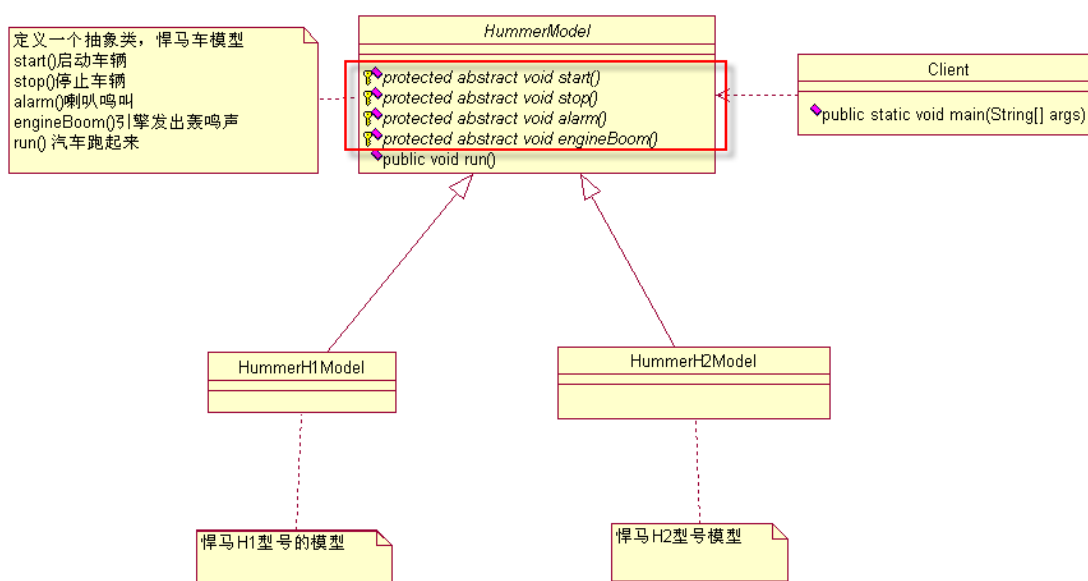 定义一个抽象类，悍马车模型
start()启动车辆
stop()停止车辆
alarm()喇叭鸣叫
engineBoom()引擎发出轰鸣声
run() 汽车跑起来
HummerModel
protected abstract void start()
protected abstract void stop()
protected abstract void alarm()
protected abstract void engineBoom()
public void run()
Client
public static void main(String[] args)
HummerH1Model
HummerH2Model
悍马H1型号的模型
悍马H2型号模型